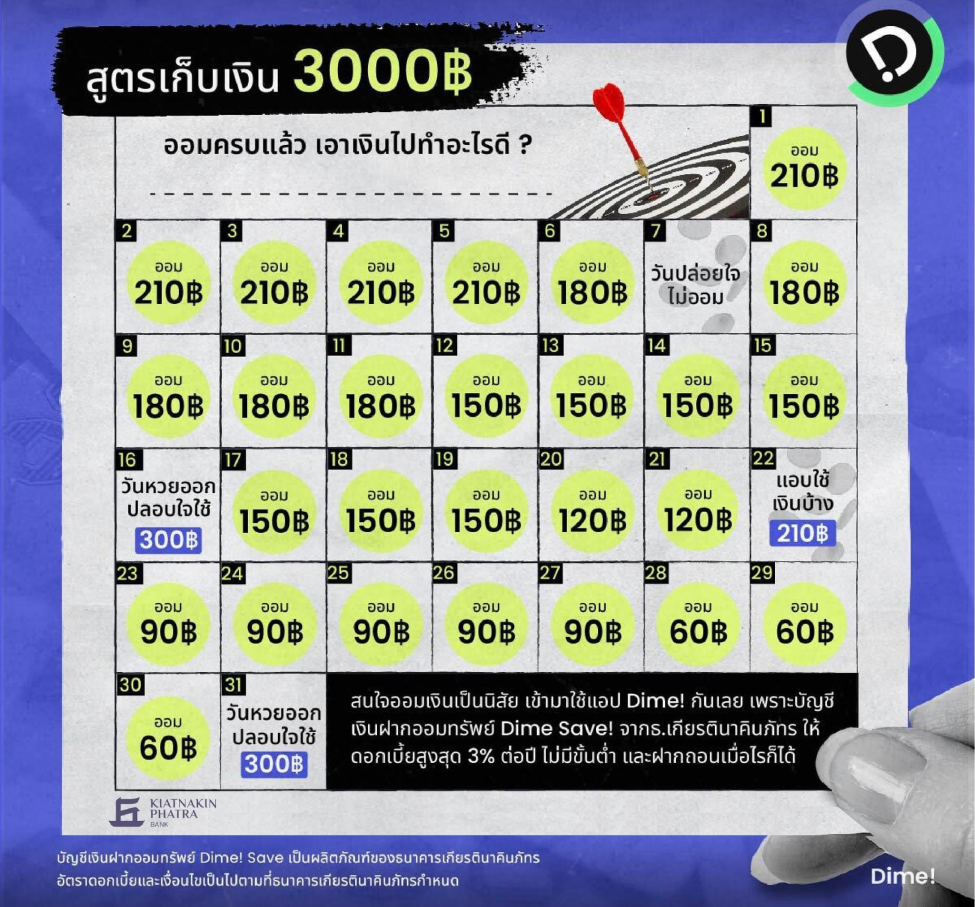 สูตรเก็บเงิน 3000฿
ออมครบแล้ว เอาเงินไปทำอะไรดี ?
1
ออม
210฿
2
ออม
210฿
3
ออม
210฿
4
ออม
210฿
5
ออม
210฿
6
ออม
180฿
7
วันปล่อยใจ
ไม่ออม
8
ออม
180฿
9
ออม
180฿
10
ออม
180฿
11
ออม
180฿
12
ออม
150฿
13
ออม
150฿
14
ออม
150฿
15
ออม
150฿
16
วันหวยออก
ปลอบใจใช้
300฿
17
ออม
150฿
18
ออม
150฿
19
ออม
150฿
20
ออม
120฿
21
ออม
120฿
22
แอบใช้
เงินบ้าง
210฿
23
ออม
90฿
24
ออม
90฿
25
ออม
90฿
26
ออม
90฿
27
ออม
90฿
28
ออม
60฿
29
ออม
60฿
30
ออม
60฿
31
วันหวยออก
ปลอบใจใช้
300฿
สนใจออมเงินเป็นนิสัย เข้ามาใช้แอป Dime! กันเลย เพราะบัญชี
เงินฝากออมทรัพย์ Dime Save! จากธ.เกียรตินาคินภัทร ให้
ดอกเบี้ยสูงสุด 3% ต่อปี ไม่มีขั้นต่ำ และฝากถอนเมื่อไรก็ได้
KIATNAKIN
PHATRA
BANK
บัญชีเงินฝากออมทรัพย์ Dime! Save เป็นผลิตภัณฑ์ของธนาคารเกียรตินาคินภัทร
อัตราดอกเบี้ยและเงื่อนไขเป็นไปตามที่ธนาคารเกียรตินาคินภัทรกำหนด
Dime!